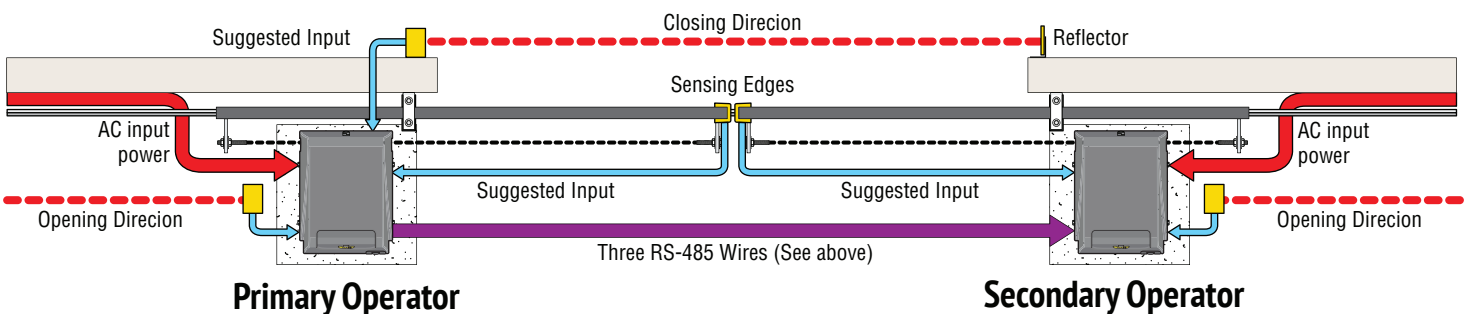 Closing Direcion
Suggested Input
Reflector
Sensing Edges
AC input
power
AC input
power
Suggested Input
Suggested Input
Opening Direcion
Opening Direcion
Three RS-485 Wires (See above)
Primary Operator
Secondary Operator